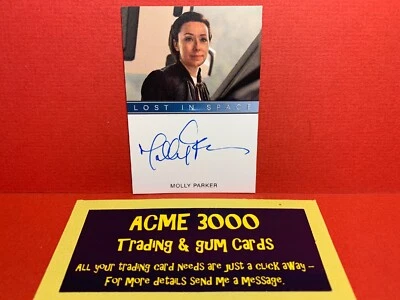 LOST IN SPACE
Molly Parker
MOLLY PARKER
ACME 3000
Trading & Gum Cards
All your trading card needs are just a click away –
For more details send me a message.